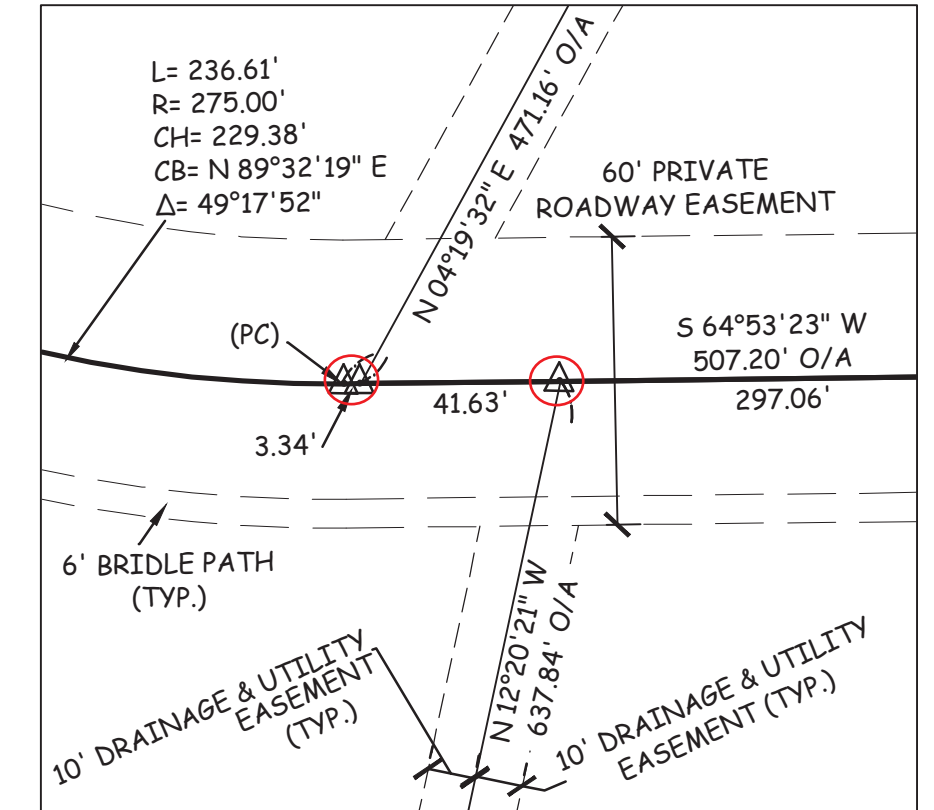 L= 236.61'
R= 275.00'
CH= 229.38'
CB= N 89°32'19" E
Δ= 49°17'52"
N 04°19'32" E 471.16' O/A
60' PRIVATE
ROADWAY EASEMENT
(PC)
S 64°53'23" W
507.20' O/A
41.63'
297.06'
3.34'
6' BRIDLE PATH
(TYP.)
N 12°20'21" W
637.84' O/A
10' DRAINAGE & UTILITY
EASEMENT
(TYP.)
10' DRAINAGE & UTILITY
EASEMENT (TYP.)